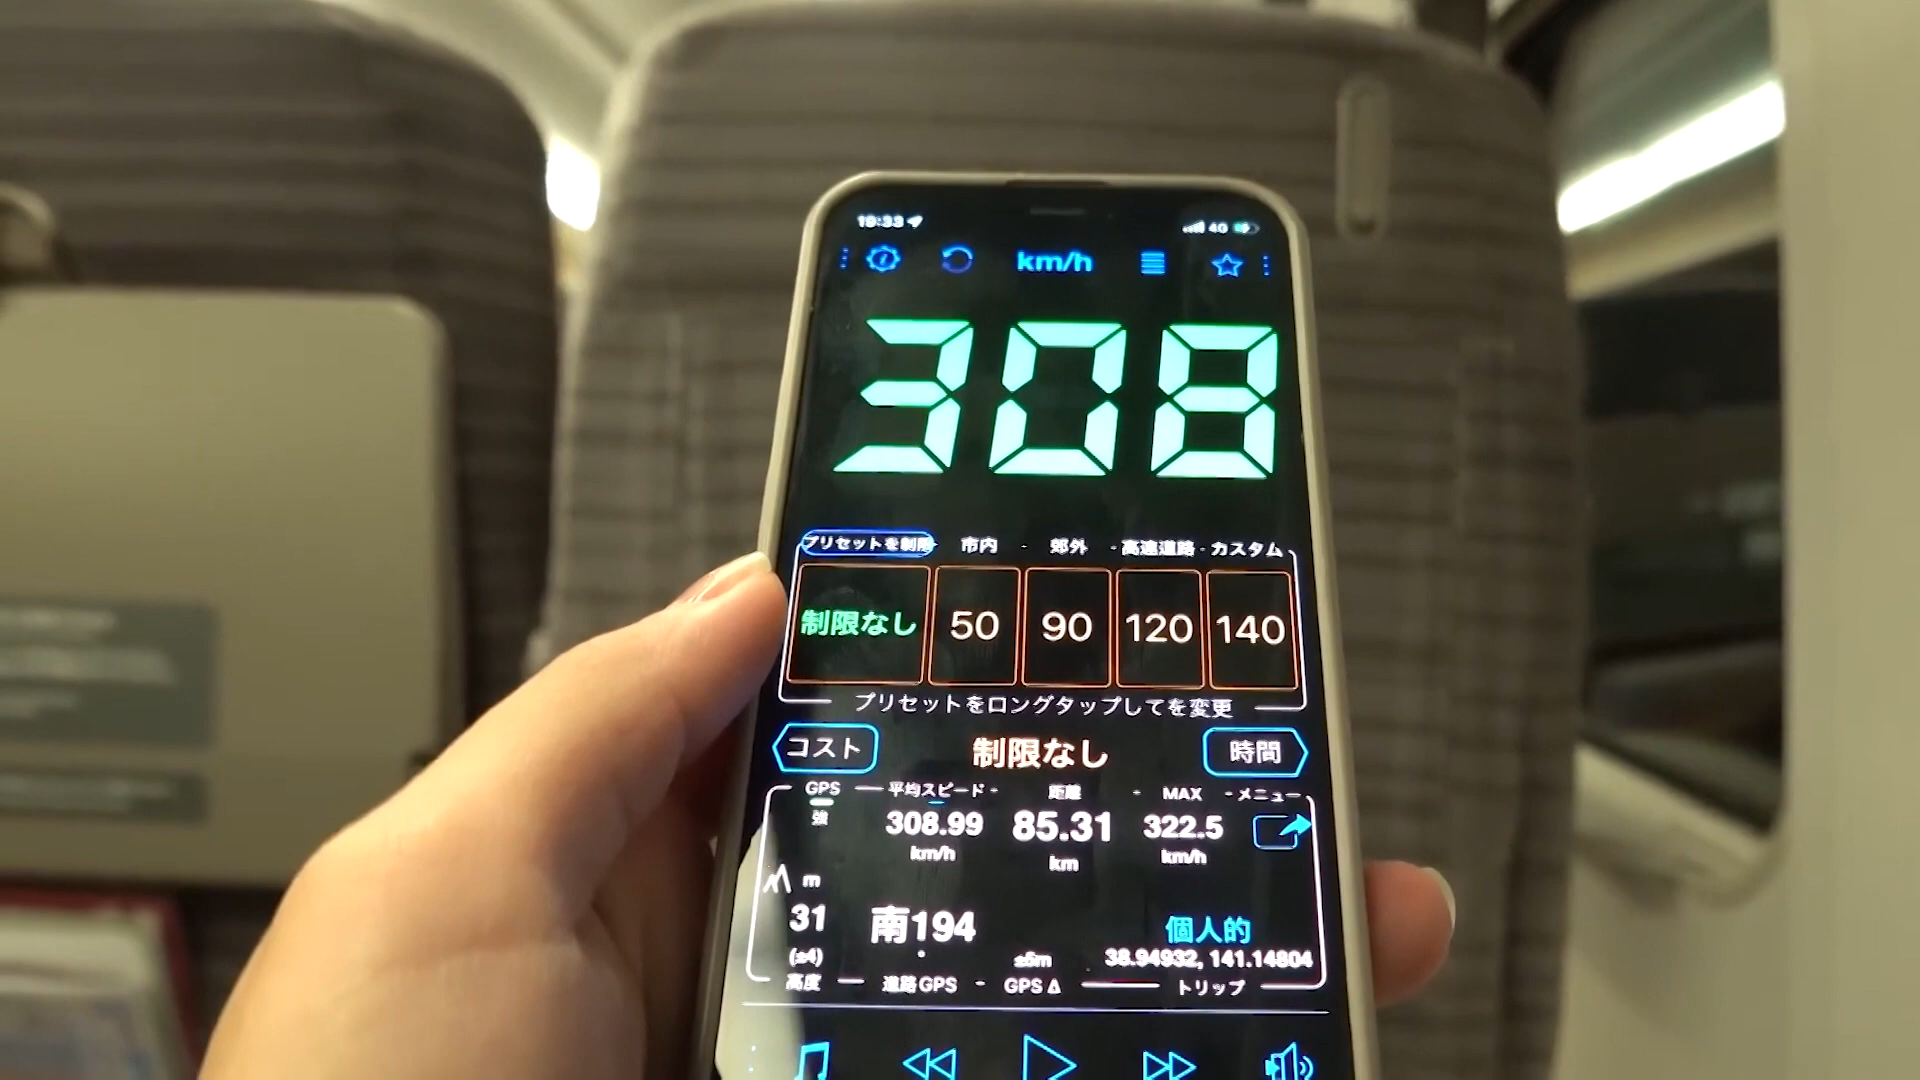 19:33 4G
km/h
308
プリセットを制限 市内 - 郊外 - 高速道路 - カスタム
制限なし 50 90 120 140
プリセットをロングタップしてを変更
コスト 制限なし 時間
GPS 平均スピード - 距離 - MAX - メニュー
強 308.99 85.31 322.5
km/h km km/h
m
31 南194 個人的
(±4) ±5m 38.94932, 141.14804
高度 道路GPS - GPS Δ トリップ